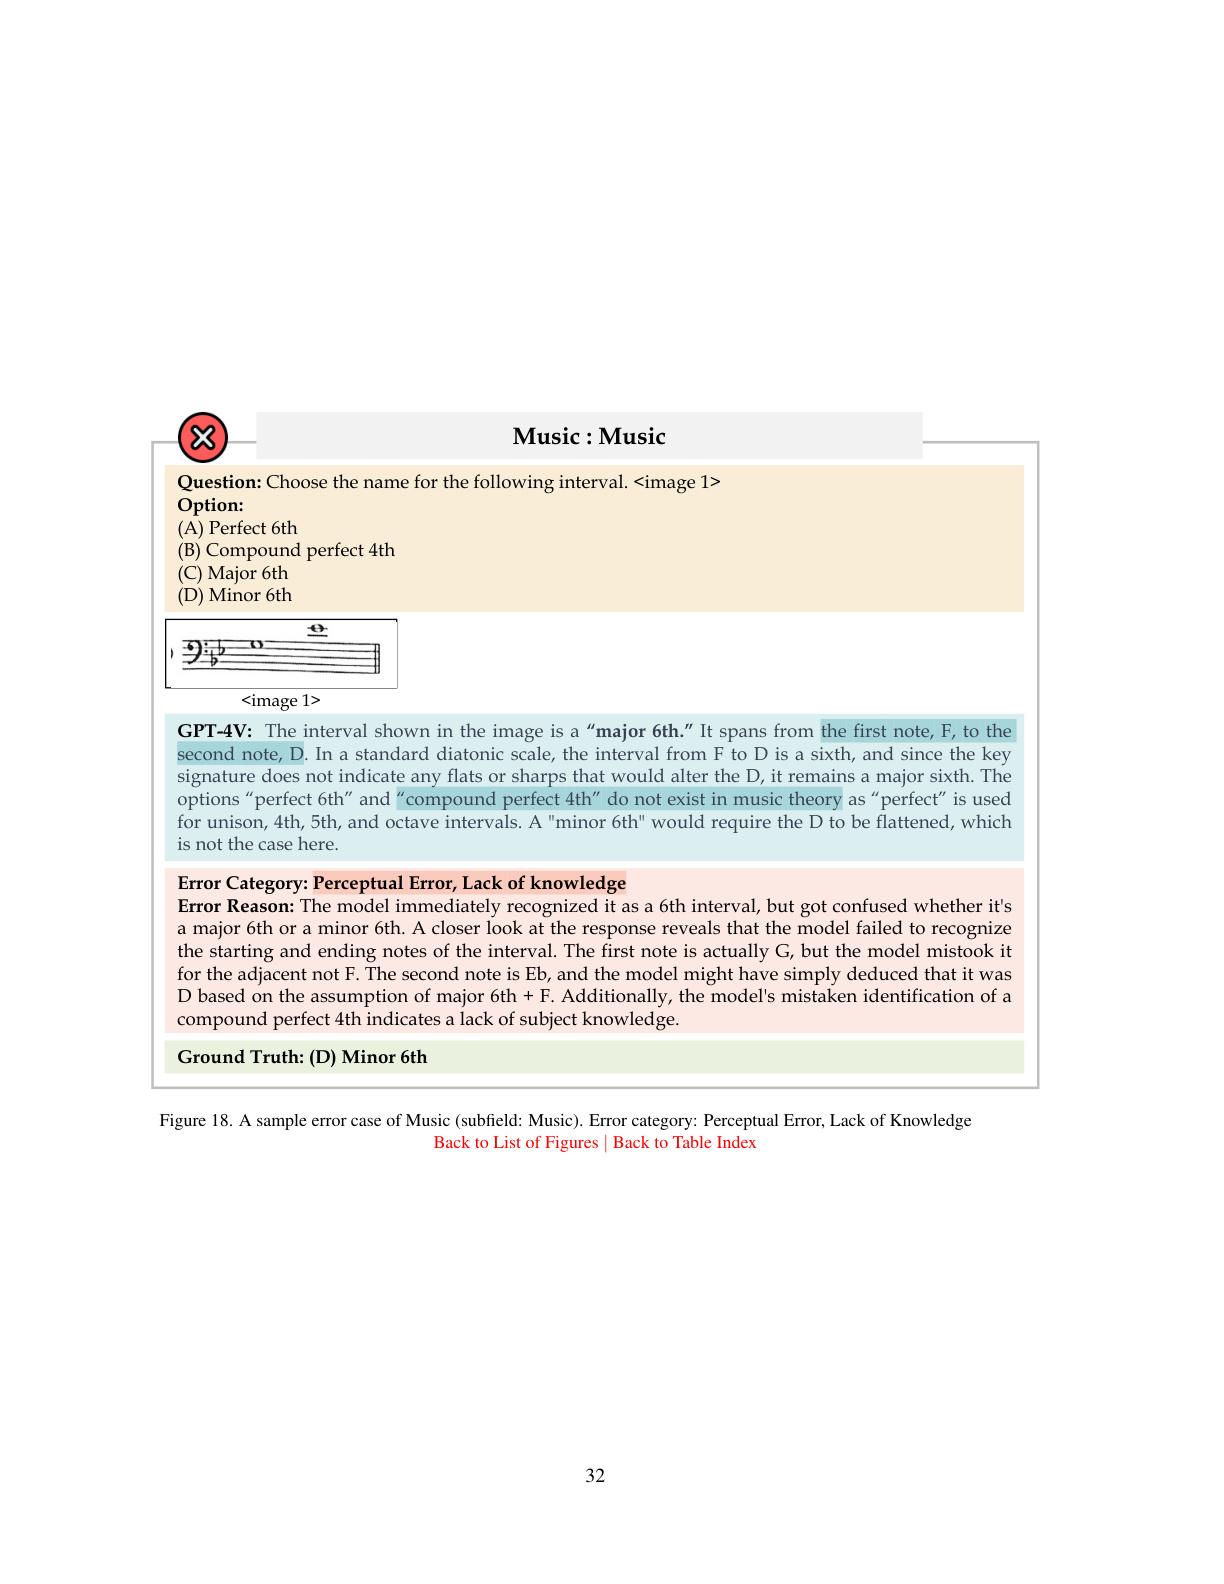 Music : Music
Question: Choose the name for the following interval. <image 1>
Option:
(A) Perfect 6th
(B) Compound perfect 4th
(C) Major 6th
(D) Minor 6th
<image 1>
GPT-4V: The interval shown in the image is a “major 6th.” It spans from the first note, F, to the
second note, D. In a standard diatonic scale, the interval from F to D is a sixth, and since the key
signature does not indicate any flats or sharps that would alter the D, it remains a major sixth. The
options “perfect 6th” and “compound perfect 4th” do not exist in music theory as “perfect” is used
for unison, 4th, 5th, and octave intervals. A "minor 6th" would require the D to be flattened, which
is not the case here.
Error Category: Perceptual Error, Lack of knowledge
Error Reason: The model immediately recognized it as a 6th interval, but got confused whether it's
a major 6th or a minor 6th. A closer look at the response reveals that the model failed to recognize
the starting and ending notes of the interval. The first note is actually G, but the model mistook it
for the adjacent not F. The second note is Eb, and the model might have simply deduced that it was
D based on the assumption of major 6th + F. Additionally, the model's mistaken identification of a
compound perfect 4th indicates a lack of subject knowledge.
Ground Truth: (D) Minor 6th
Figure 18. A sample error case of Music (subfield: Music). Error category: Perceptual Error, Lack of Knowledge
Back to List of Figures | Back to Table Index
32